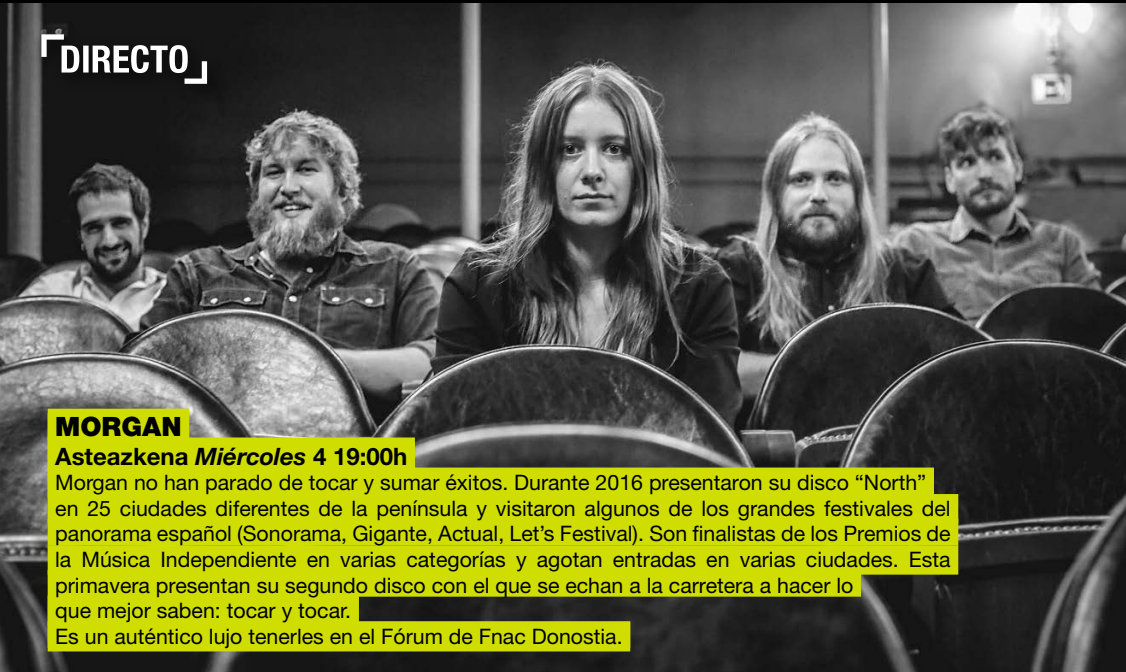 DIRECTO
MORGAN
Asteazkena Miércoles 4 19:00h
Morgan no han parado de tocar y sumar éxitos. Durante 2016 presentaron su disco “North”
en 25 ciudades diferentes de la península y visitaron algunos de los grandes festivales del
panorama español (Sonorama, Gigante, Actual, Let’s Festival). Son finalistas de los Premios de
la Música Independiente en varias categorías y agotan entradas en varias ciudades. Esta
primavera presentan su segundo disco con el que se echan a la carretera a hacer lo
que mejor saben: tocar y tocar.
Es un auténtico lujo tenerles en el Fórum de Fnac Donostia.